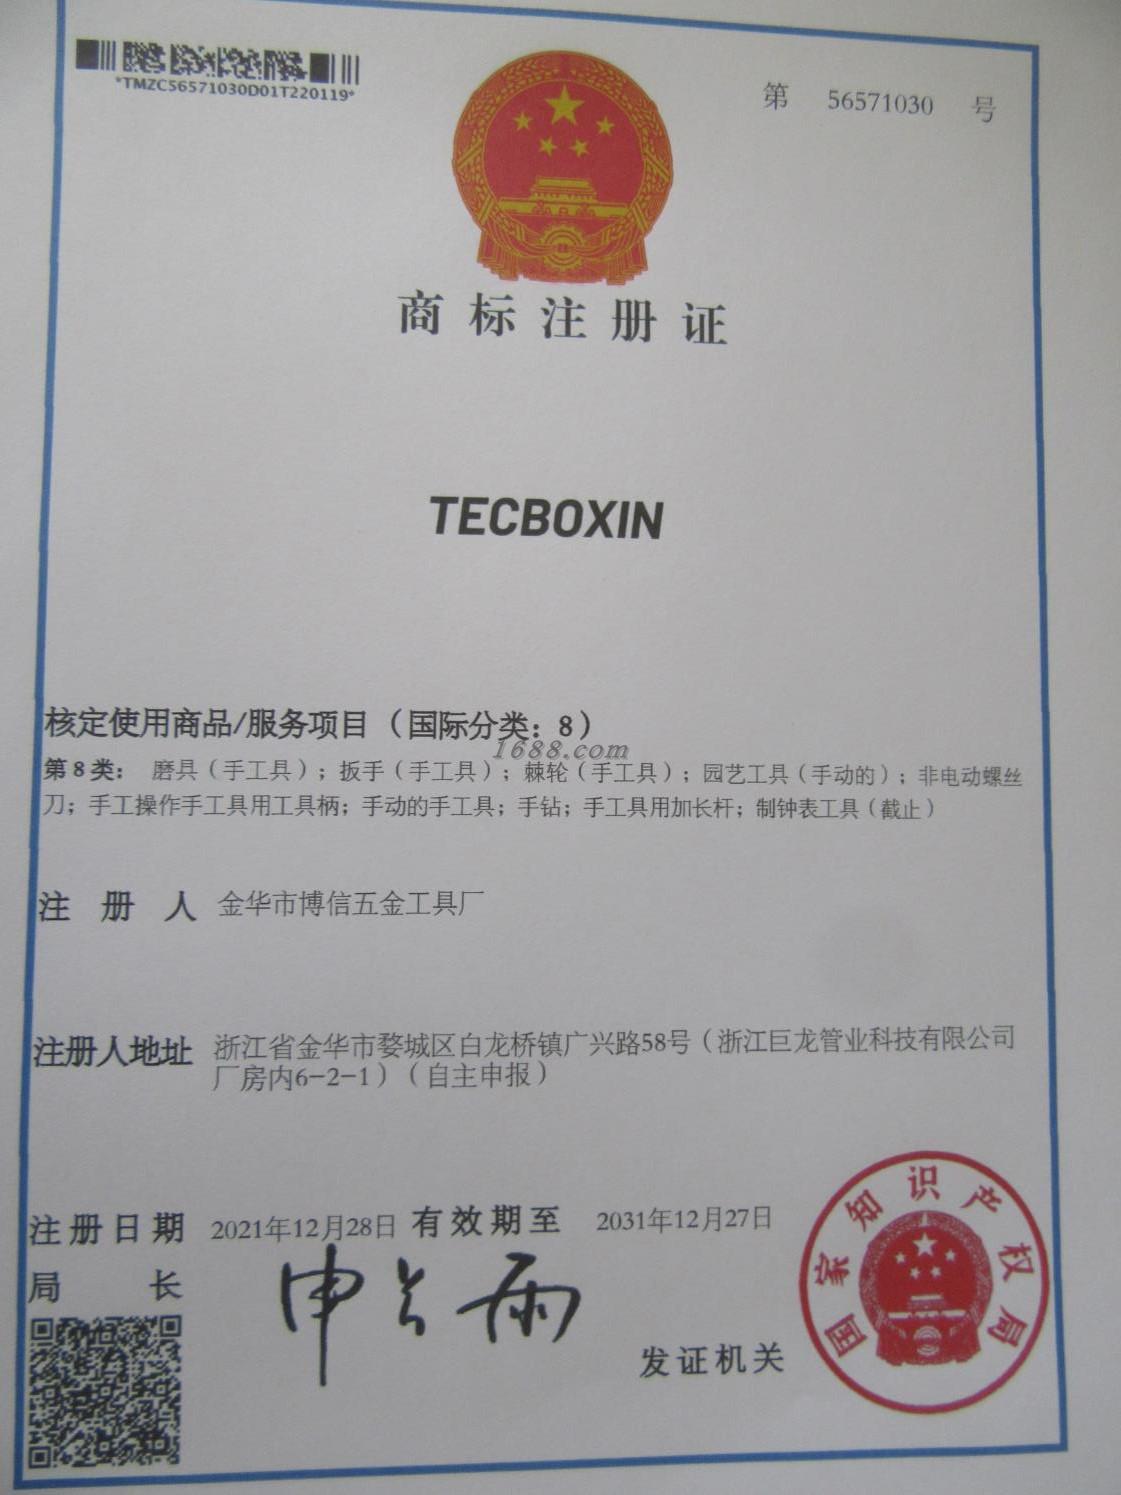 *TMZC56571030D01T220119*
第 56571030 号
商标注册证
TECBOXIN
核定使用商品/服务项目（国际分类：8）
1688.com
第8类： 磨具（手工具）；扳手（手工具）；棘轮（手工具）；园艺工具（手动的）；非电动螺丝
刀；手工操作手工具用工具柄；手动的手工具；手钻；手工具用加长杆；制钟表工具（截止）
注 册 人 金华市博信五金工具厂
注册人地址 浙江省金华市婺城区白龙桥镇广兴路58号（浙江巨龙管业科技有限公司
厂房内6-2-1）（自主申报）
注册日期 2021年12月28日 有效期至 2031年12月27日
局 长 申长雨
发证机关
国家知识产权局